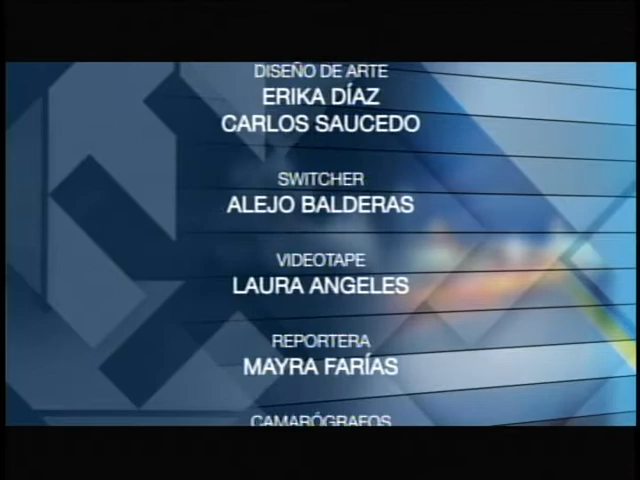 DISEÑO DE ARTE
ERIKA DÍAZ
CARLOS SAUCEDO
SWITCHER
ALEJO BALDERAS
VIDEOTAPE
LAURA ANGELES
REPORTERA
MAYRA FARÍAS
CAMARÓGRAFOS